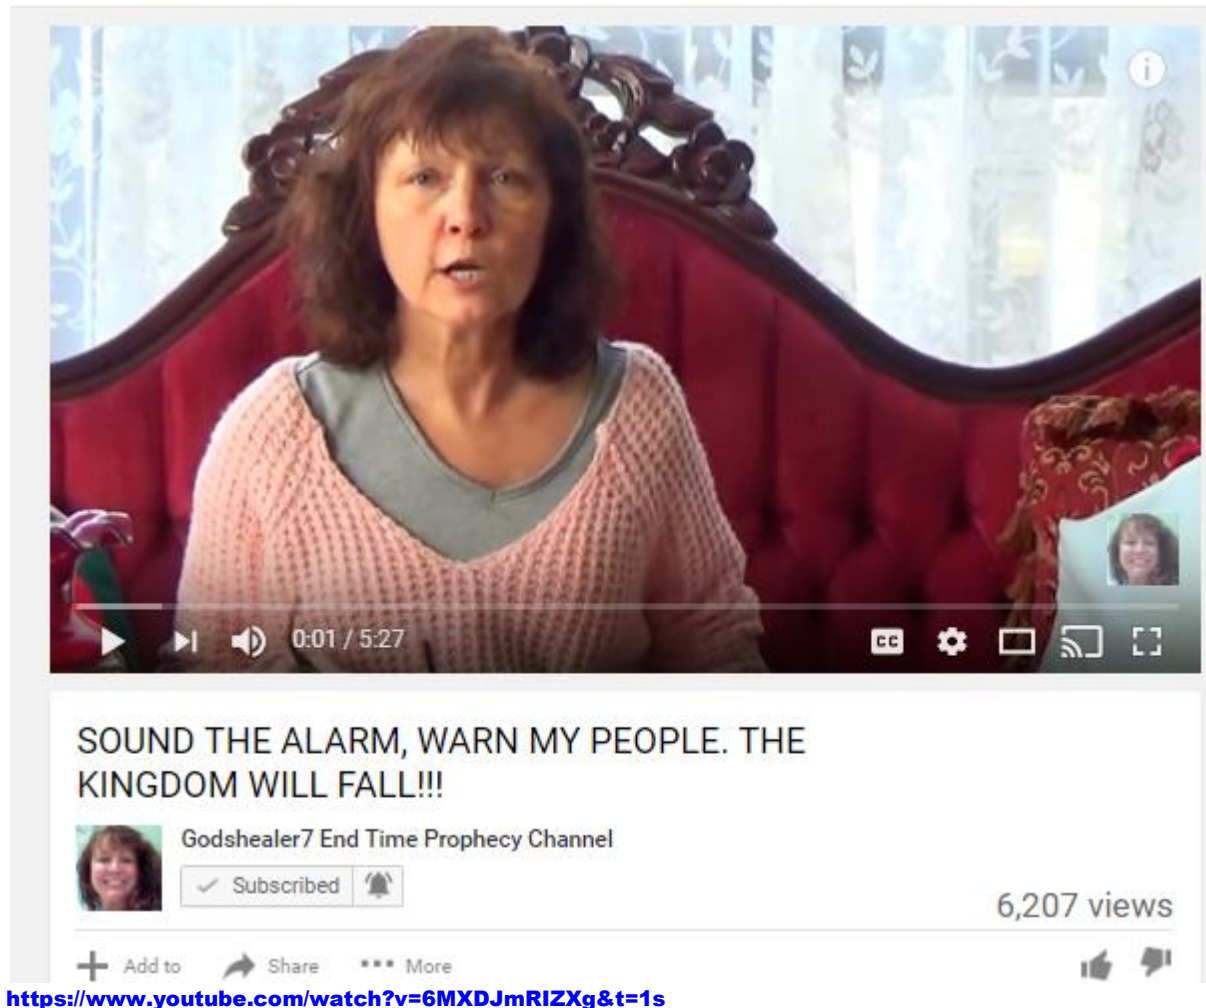 i
0:01 / 5:27
CC
SOUND THE ALARM, WARN MY PEOPLE. THE
KINGDOM WILL FALL!!!
Godshealer7 End Time Prophecy Channel
Subscribed
6,207 views
Add to Share More
https://www.youtube.com/watch?v=6MXDJmRIZXg&t=1s